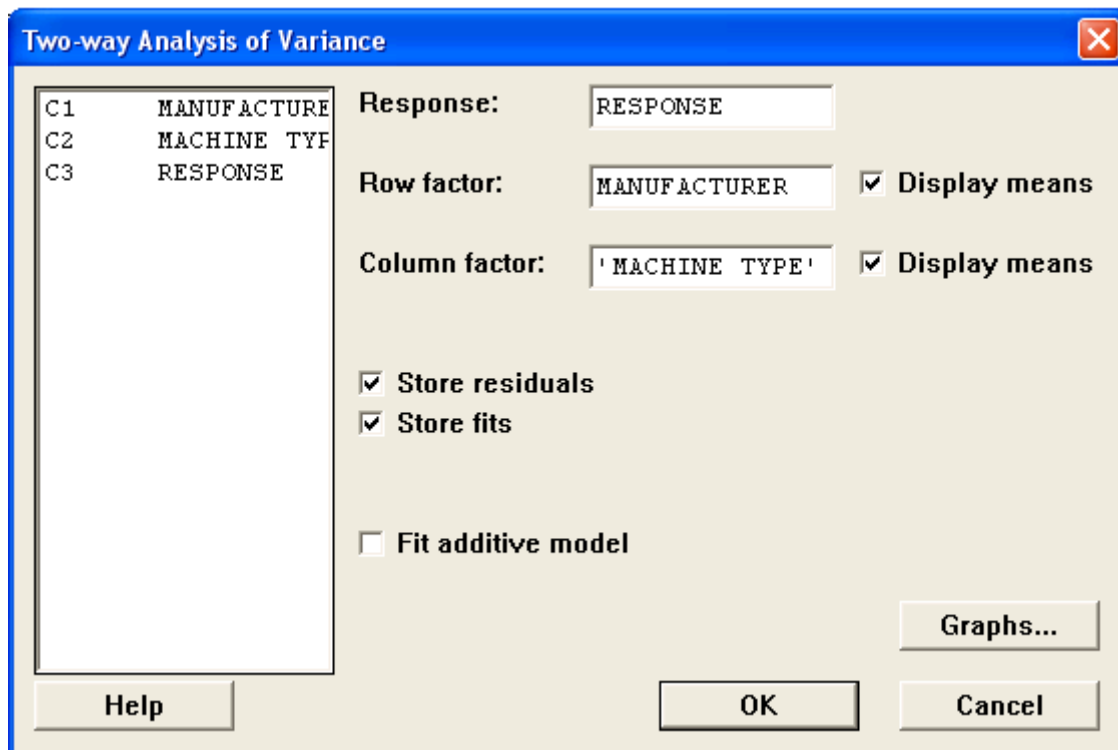 Two-way Analysis of Variance
C1 MANUFACTURE
C2 MACHINE TYP
C3 RESPONSE
Response: RESPONSE
Row factor: MANUFACTURER Display means
Column factor: 'MACHINE TYPE' Display means
Store residuals
Store fits
Fit additive model
Graphs...
Help OK Cancel